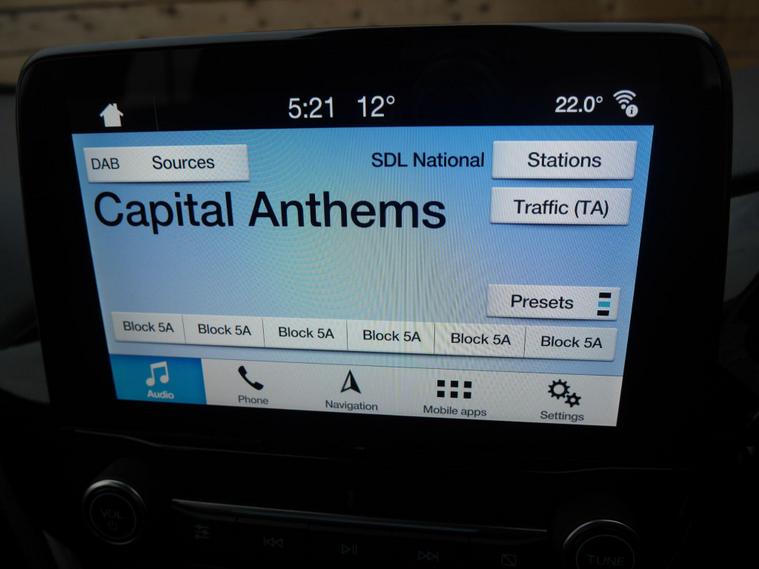 5:21 12° 22.0°
DAB Sources SDL National Stations
Capital Anthems Traffic (TA)
Presets
Block 5A Block 5A Block 5A Block 5A Block 5A Block 5A
Audio Phone Navigation Mobile apps Settings
VOL TUNE